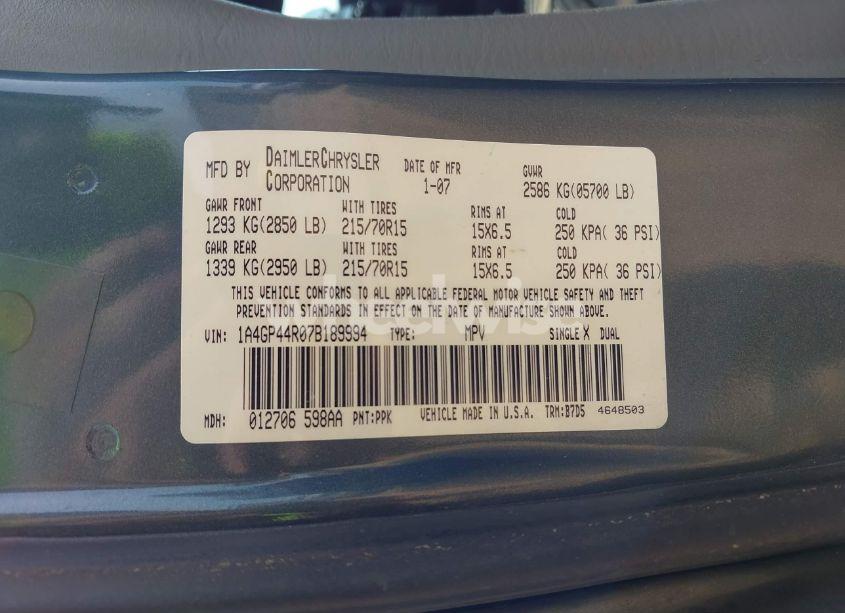 MFD BY DAIMLERCHRYSLER CORPORATION DATE OF MFR 1-07 GVWR 2586 KG(05700 LB)
GAWR FRONT WITH TIRES RIMS AT COLD
1293 KG(2850 LB) 215/70R15 15X6.5 250 KPA( 36 PSI)
GAWR REAR WITH TIRES RIMS AT COLD
1339 KG(2950 LB) 215/70R15 15X6.5 250 KPA( 36 PSI)
THIS VEHICLE CONFORMS TO ALL APPLICABLE FEDERAL MOTOR VEHICLE SAFETY AND THEFT
PREVENTION STANDARDS IN EFFECT ON THE DATE OF MANUFACTURE SHOWN ABOVE.
VIN: 1A4GP44R07B189994 TYPE: MPV SINGLE X DUAL
MDH: 012706 598AA PNT:PPK VEHICLE MADE IN U.S.A. TRM:B7D5 4648503